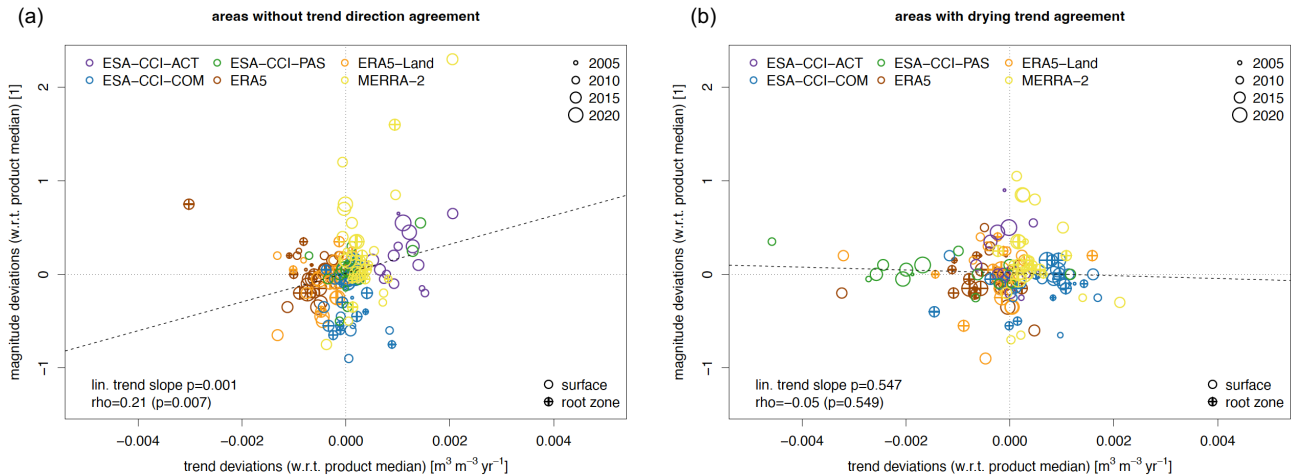 (a)
areas without trend direction agreement
ESA−CCI−ACT
ESA−CCI−PAS
ERA5−Land
ESA−CCI−COM
ERA5
MERRA−2
2005
2010
2015
2020
magnitude deviations (w.r.t. product median) [1]
2
1
0
−1
lin. trend slope p=0.001
rho=0.21 (p=0.007)
surface
root zone
−0.004
−0.002
0.000
0.002
0.004
trend deviations (w.r.t. product median) [m³ m⁻³ yr⁻¹]
(b)
areas with drying trend agreement
ESA−CCI−ACT
ESA−CCI−PAS
ERA5−Land
ESA−CCI−COM
ERA5
MERRA−2
2005
2010
2015
2020
magnitude deviations (w.r.t. product median) [1]
2
1
0
−1
lin. trend slope p=0.547
rho=−0.05 (p=0.549)
surface
root zone
−0.004
−0.002
0.000
0.002
0.004
trend deviations (w.r.t. product median) [m³ m⁻³ yr⁻¹]